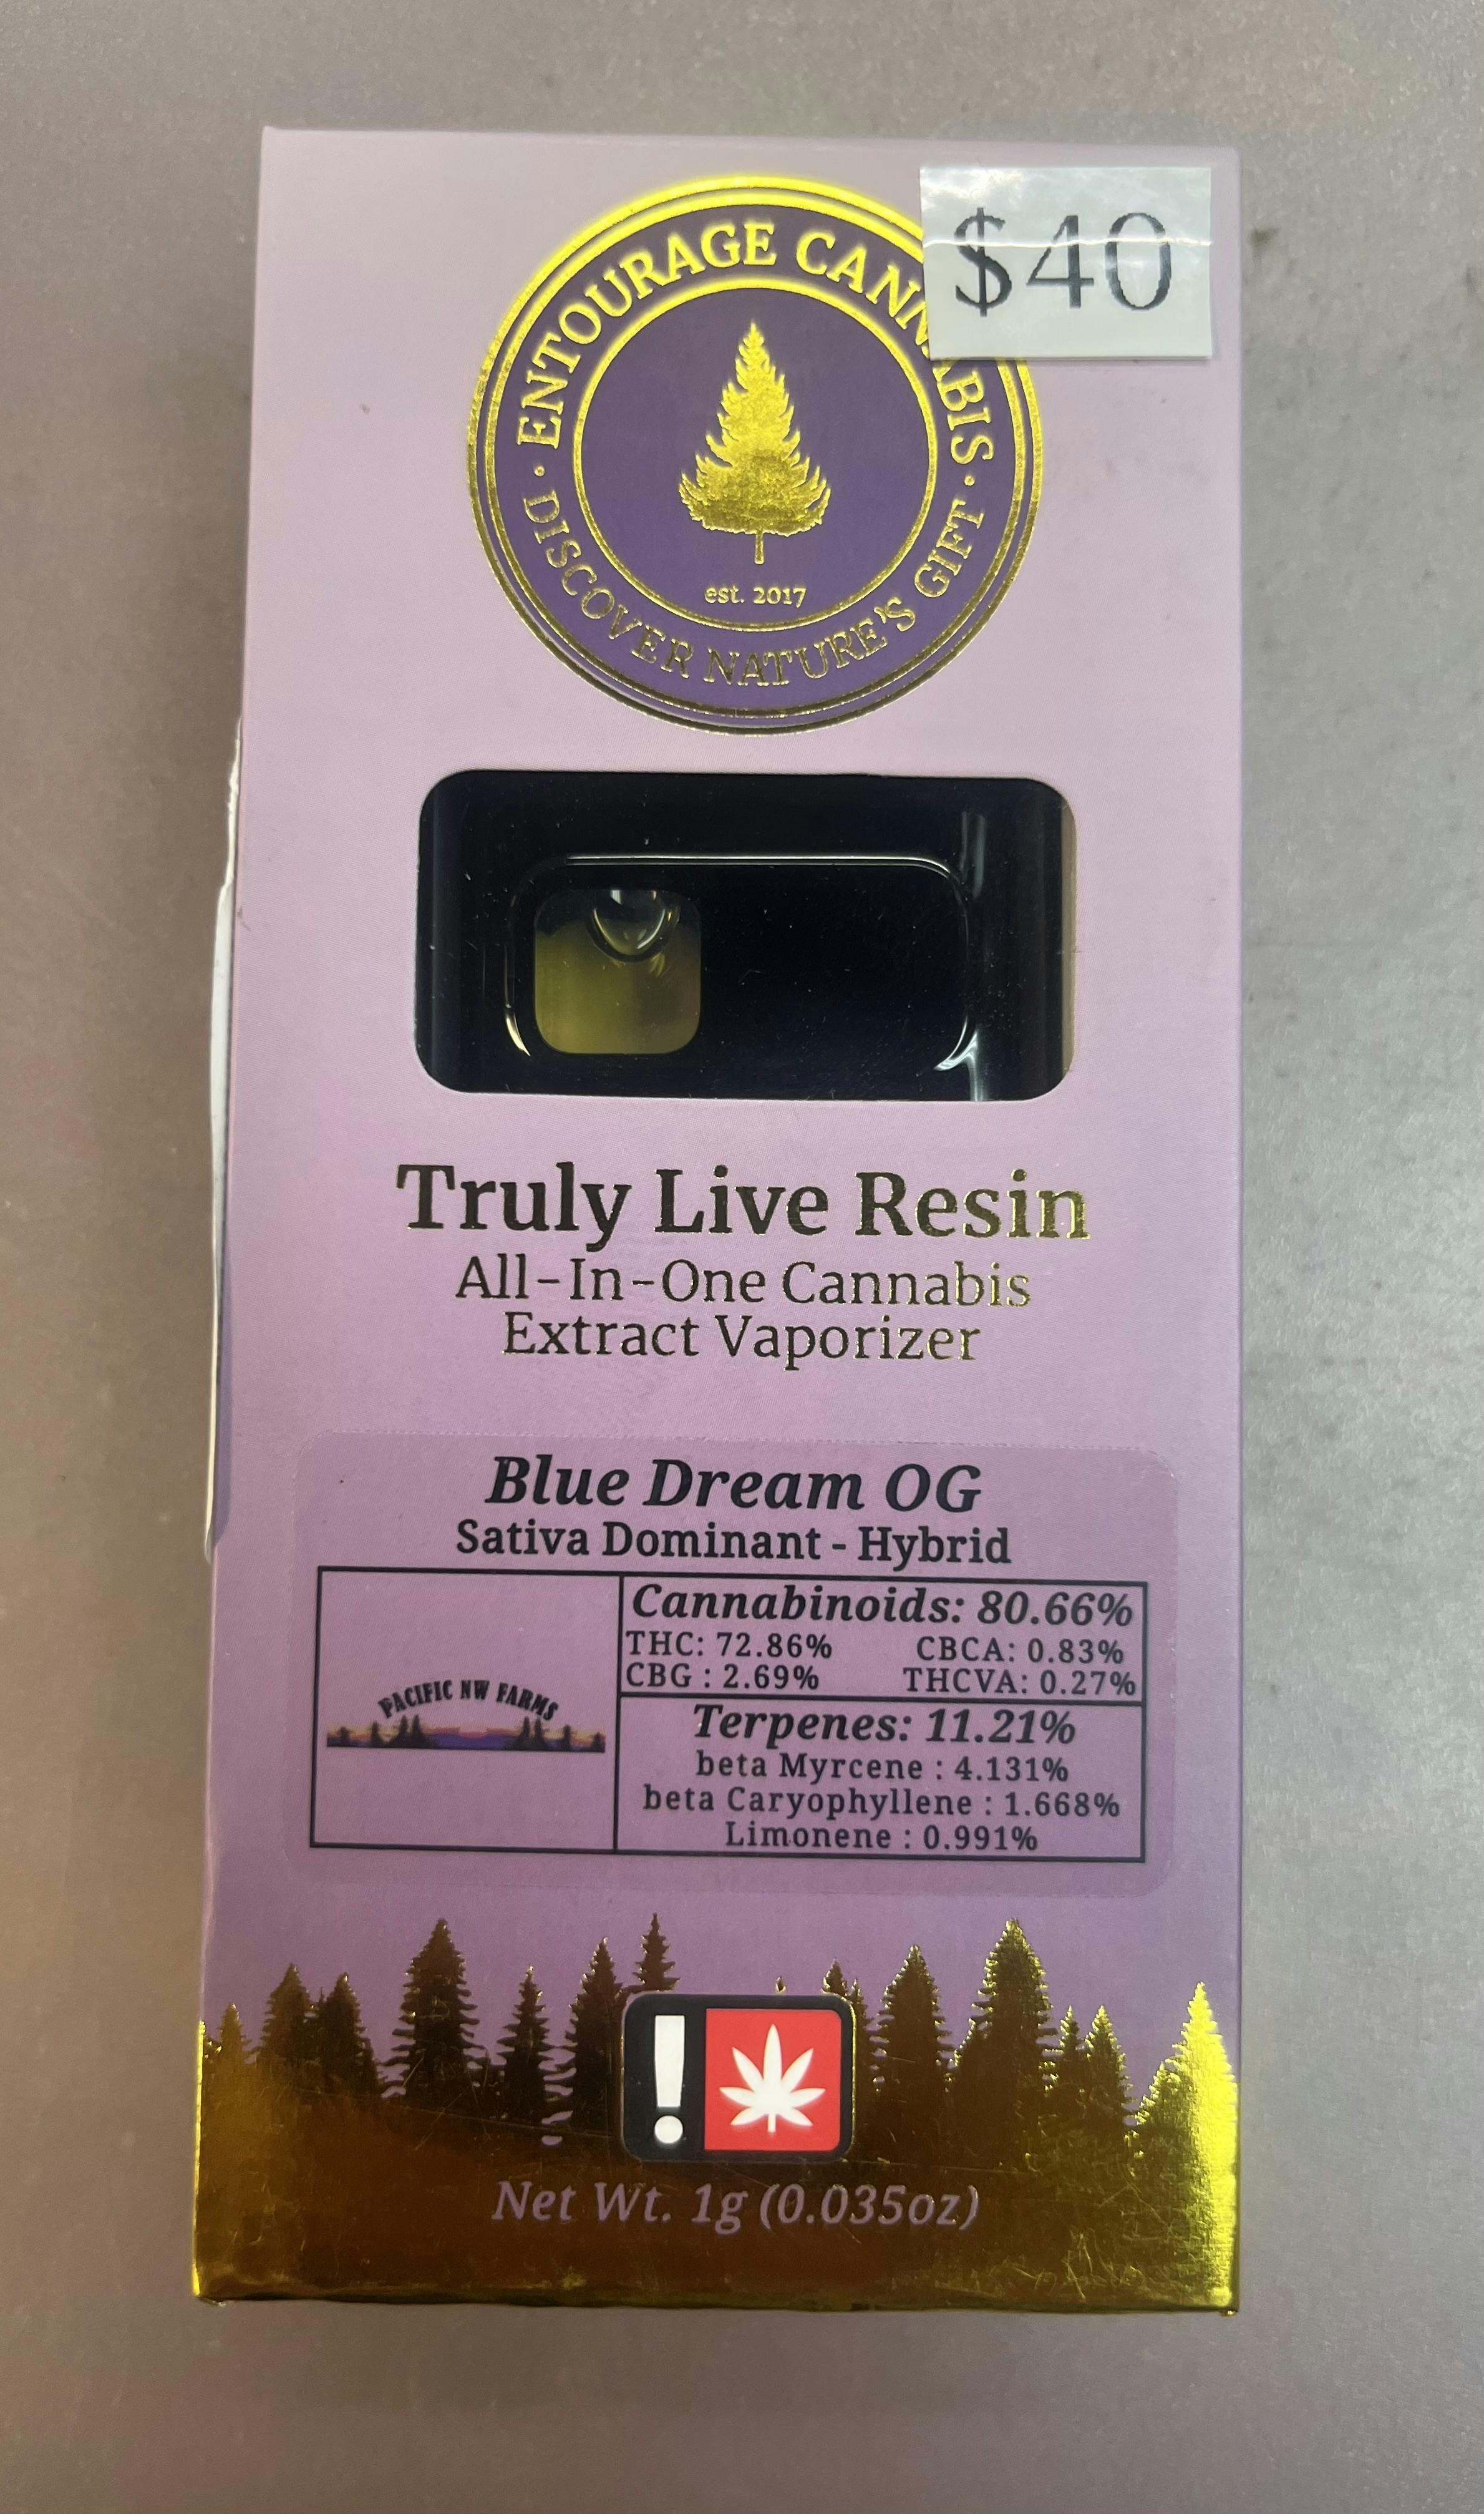 $40
· ENTOURAGE CANNABIS ·
est. 2017
DISCOVER NATURE'S GIFT
Truly Live Resin
All-In-One Cannabis
Extract Vaporizer
Blue Dream OG
Sativa Dominant - Hybrid
PACIFIC NW FARMS
Cannabinoids: 80.66%
THC: 72.86% CBCA: 0.83%
CBG : 2.69% THCVA: 0.27%
Terpenes: 11.21%
beta Myrcene : 4.131%
beta Caryophyllene : 1.668%
Limonene : 0.991%
!
Net Wt. 1g (0.035oz)